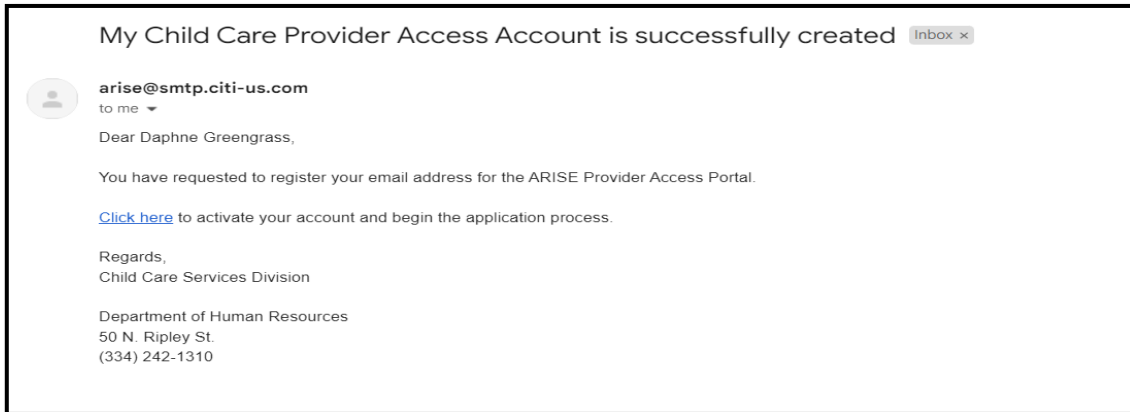 My Child Care Provider Access Account is successfully created Inbox ×
arise@smtp.citi-us.com
to me
Dear Daphne Greengrass,
You have requested to register your email address for the ARISE Provider Access Portal.
Click here to activate your account and begin the application process.
Regards,
Child Care Services Division
Department of Human Resources
50 N. Ripley St.
(334) 242-1310